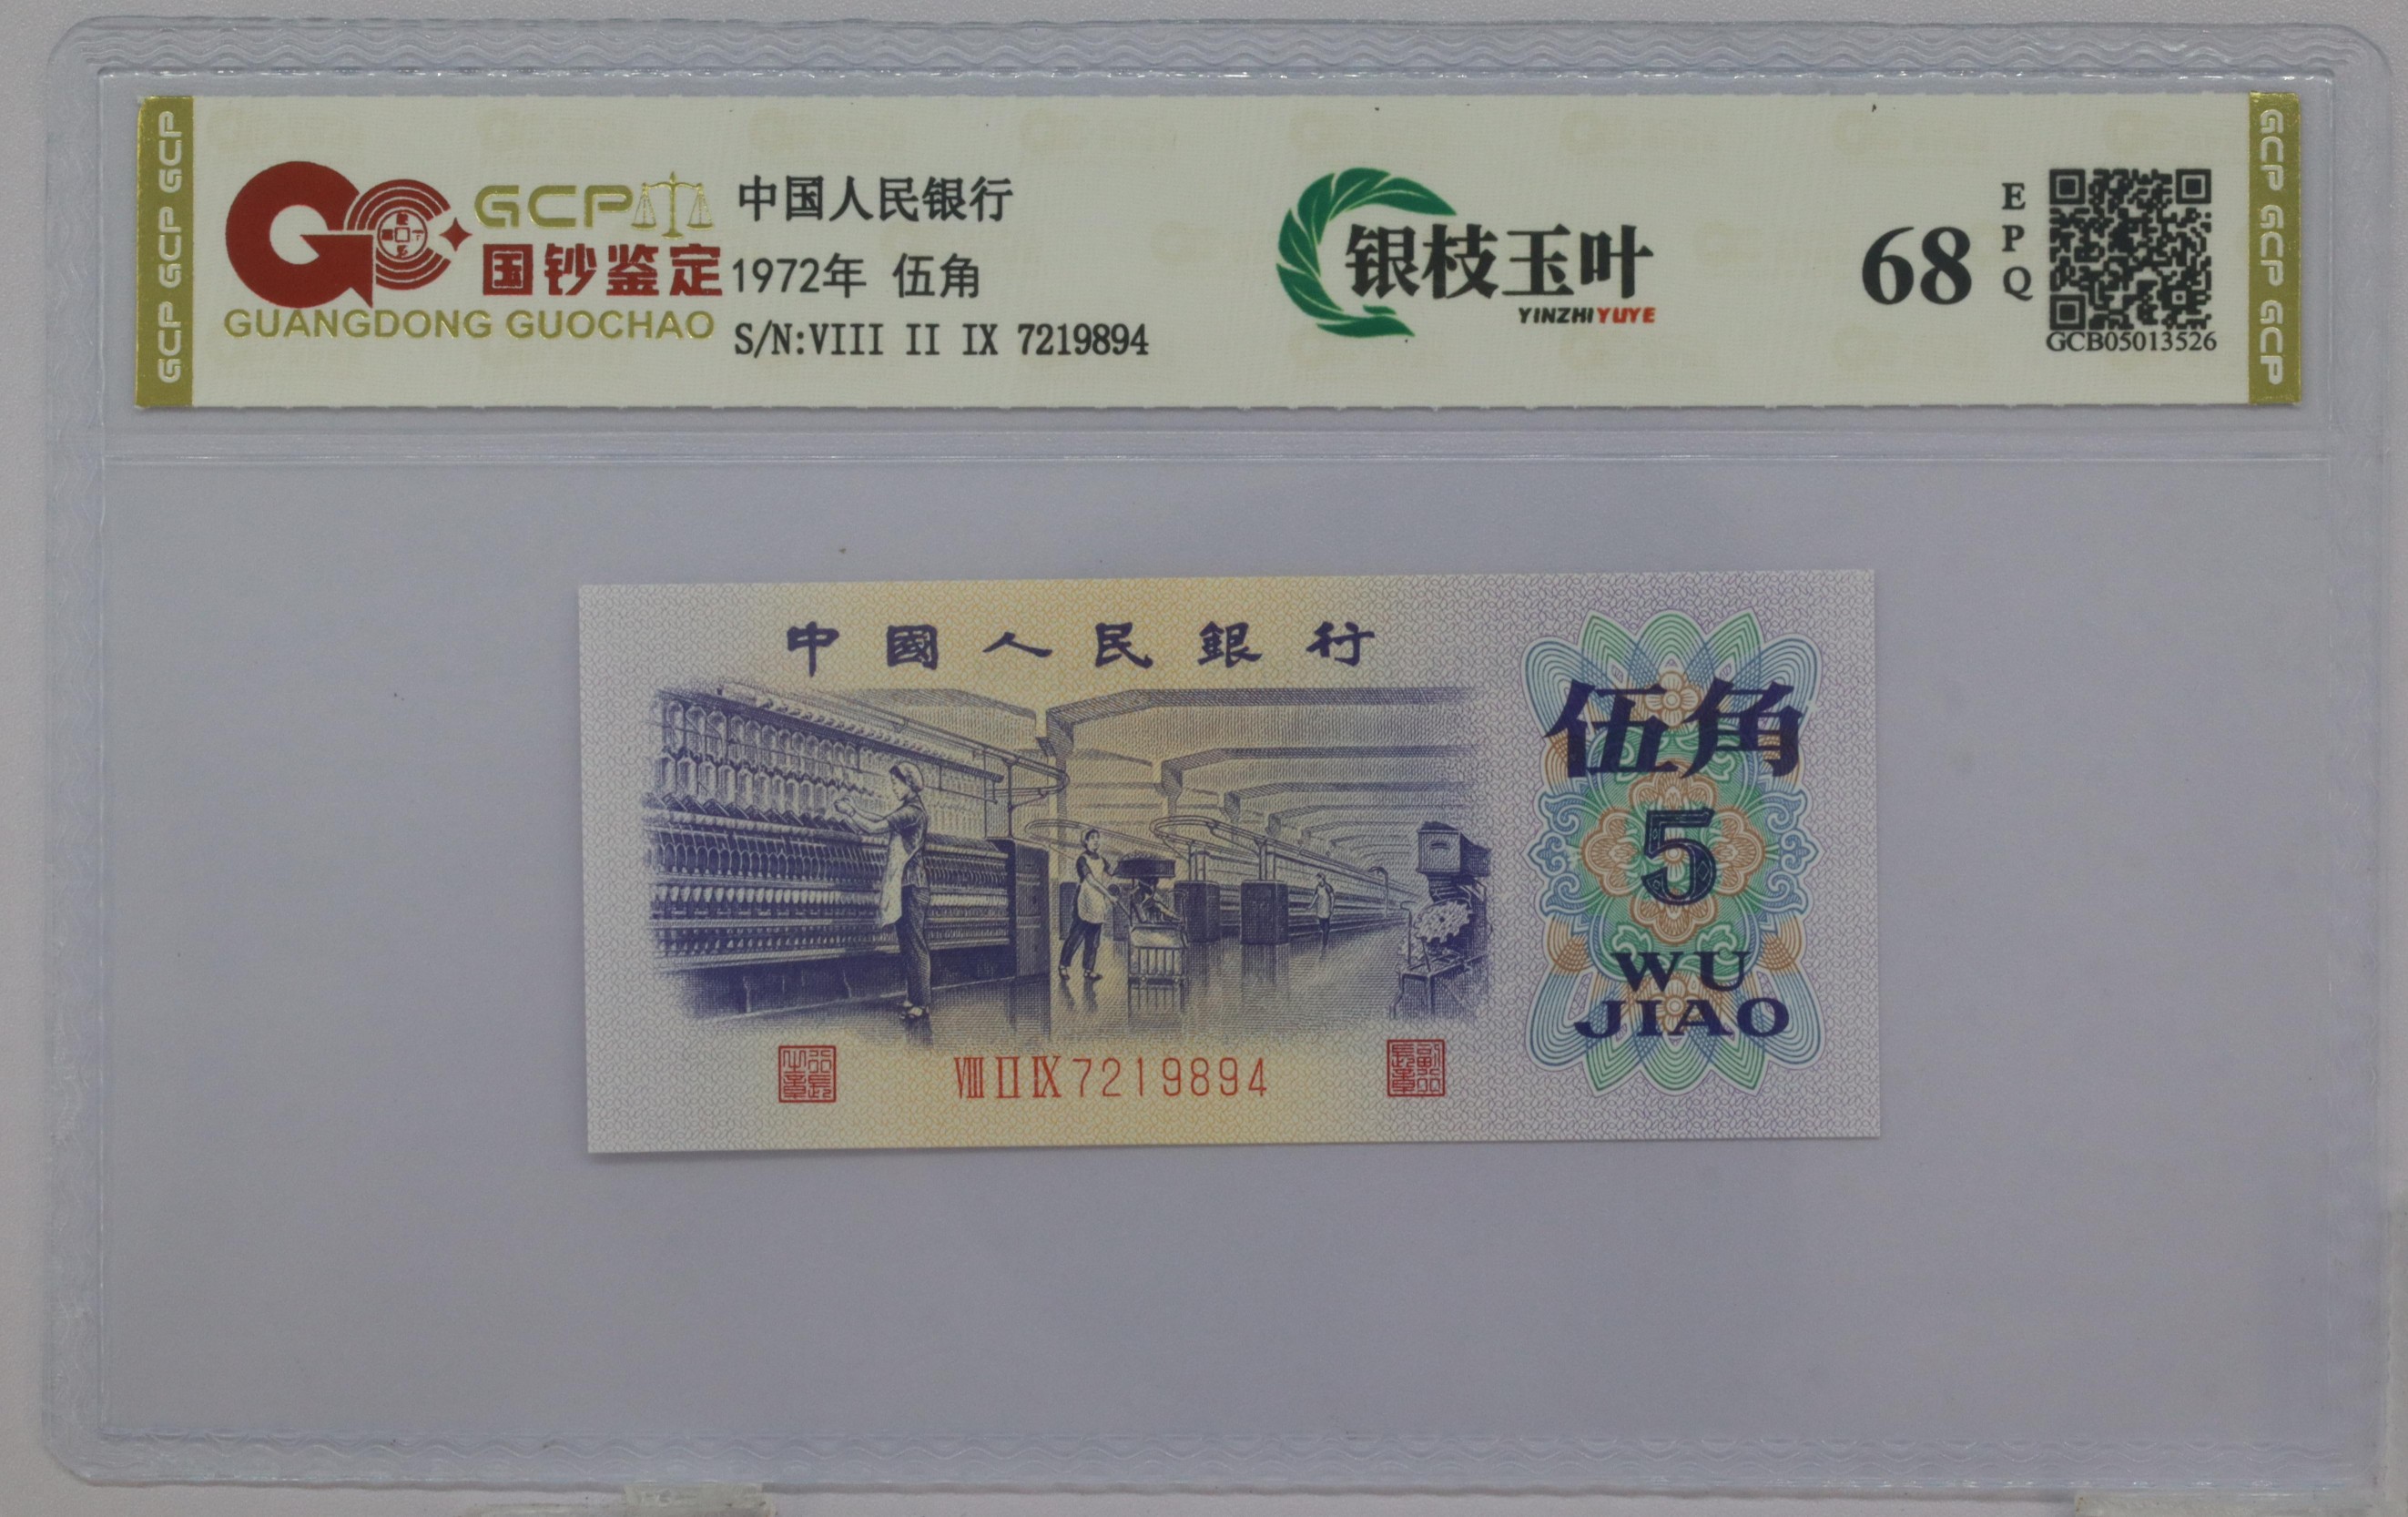 GCP GCP GCP
GCP
国钞鉴定
GUANGDONG GUOCHAO
中国人民银行
1972年 伍角
S/N:VIII II IX 7219894
银枝玉叶
YINZHIYUYE
68
EPQ
GCB05013526
GCP GCP GCP
中國人民銀行
伍角
5
WU
JIAO
VIII II IX 7219894